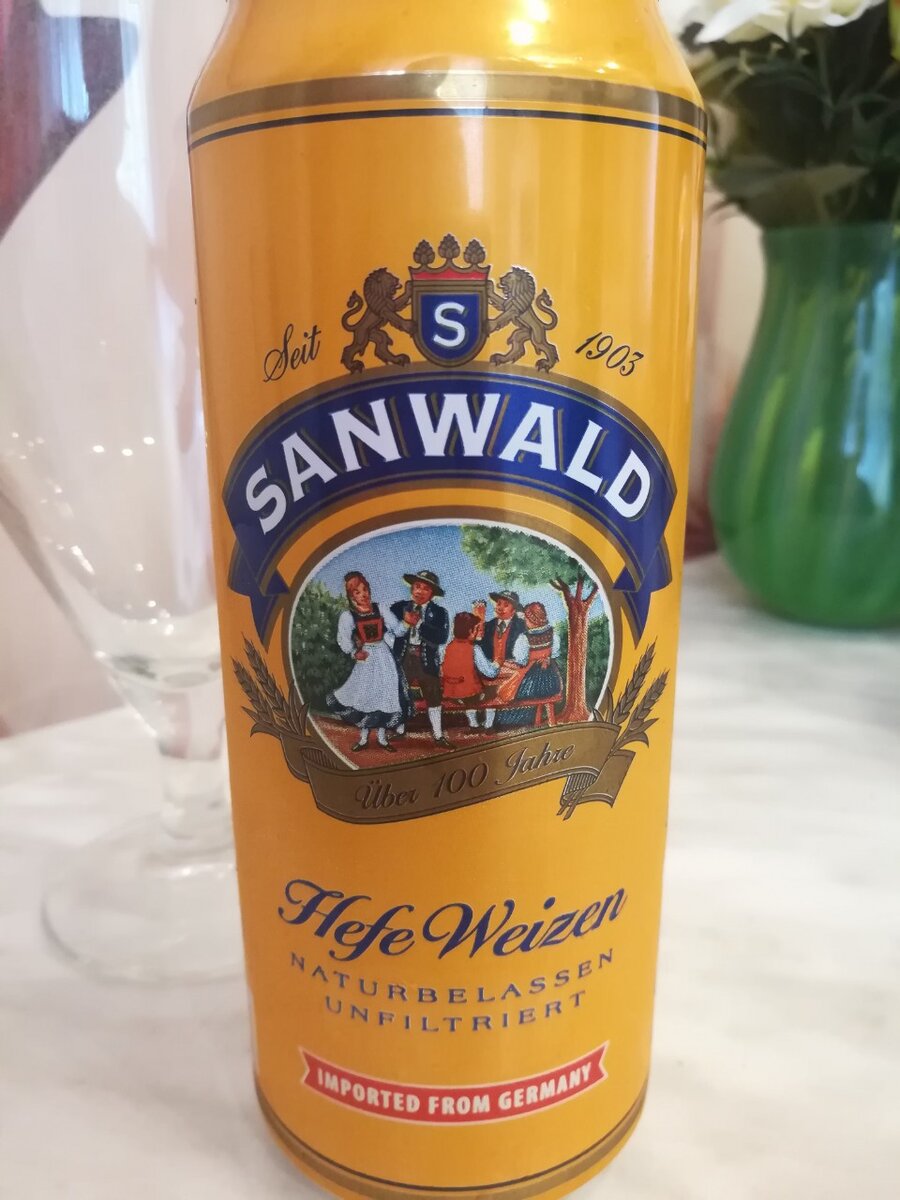 S
Seit 1903
SANWALD
Über 100 Jahre
Hefe Weizen
NATURBELASSEN
UNFILTRIERT
IMPORTED FROM GERMANY